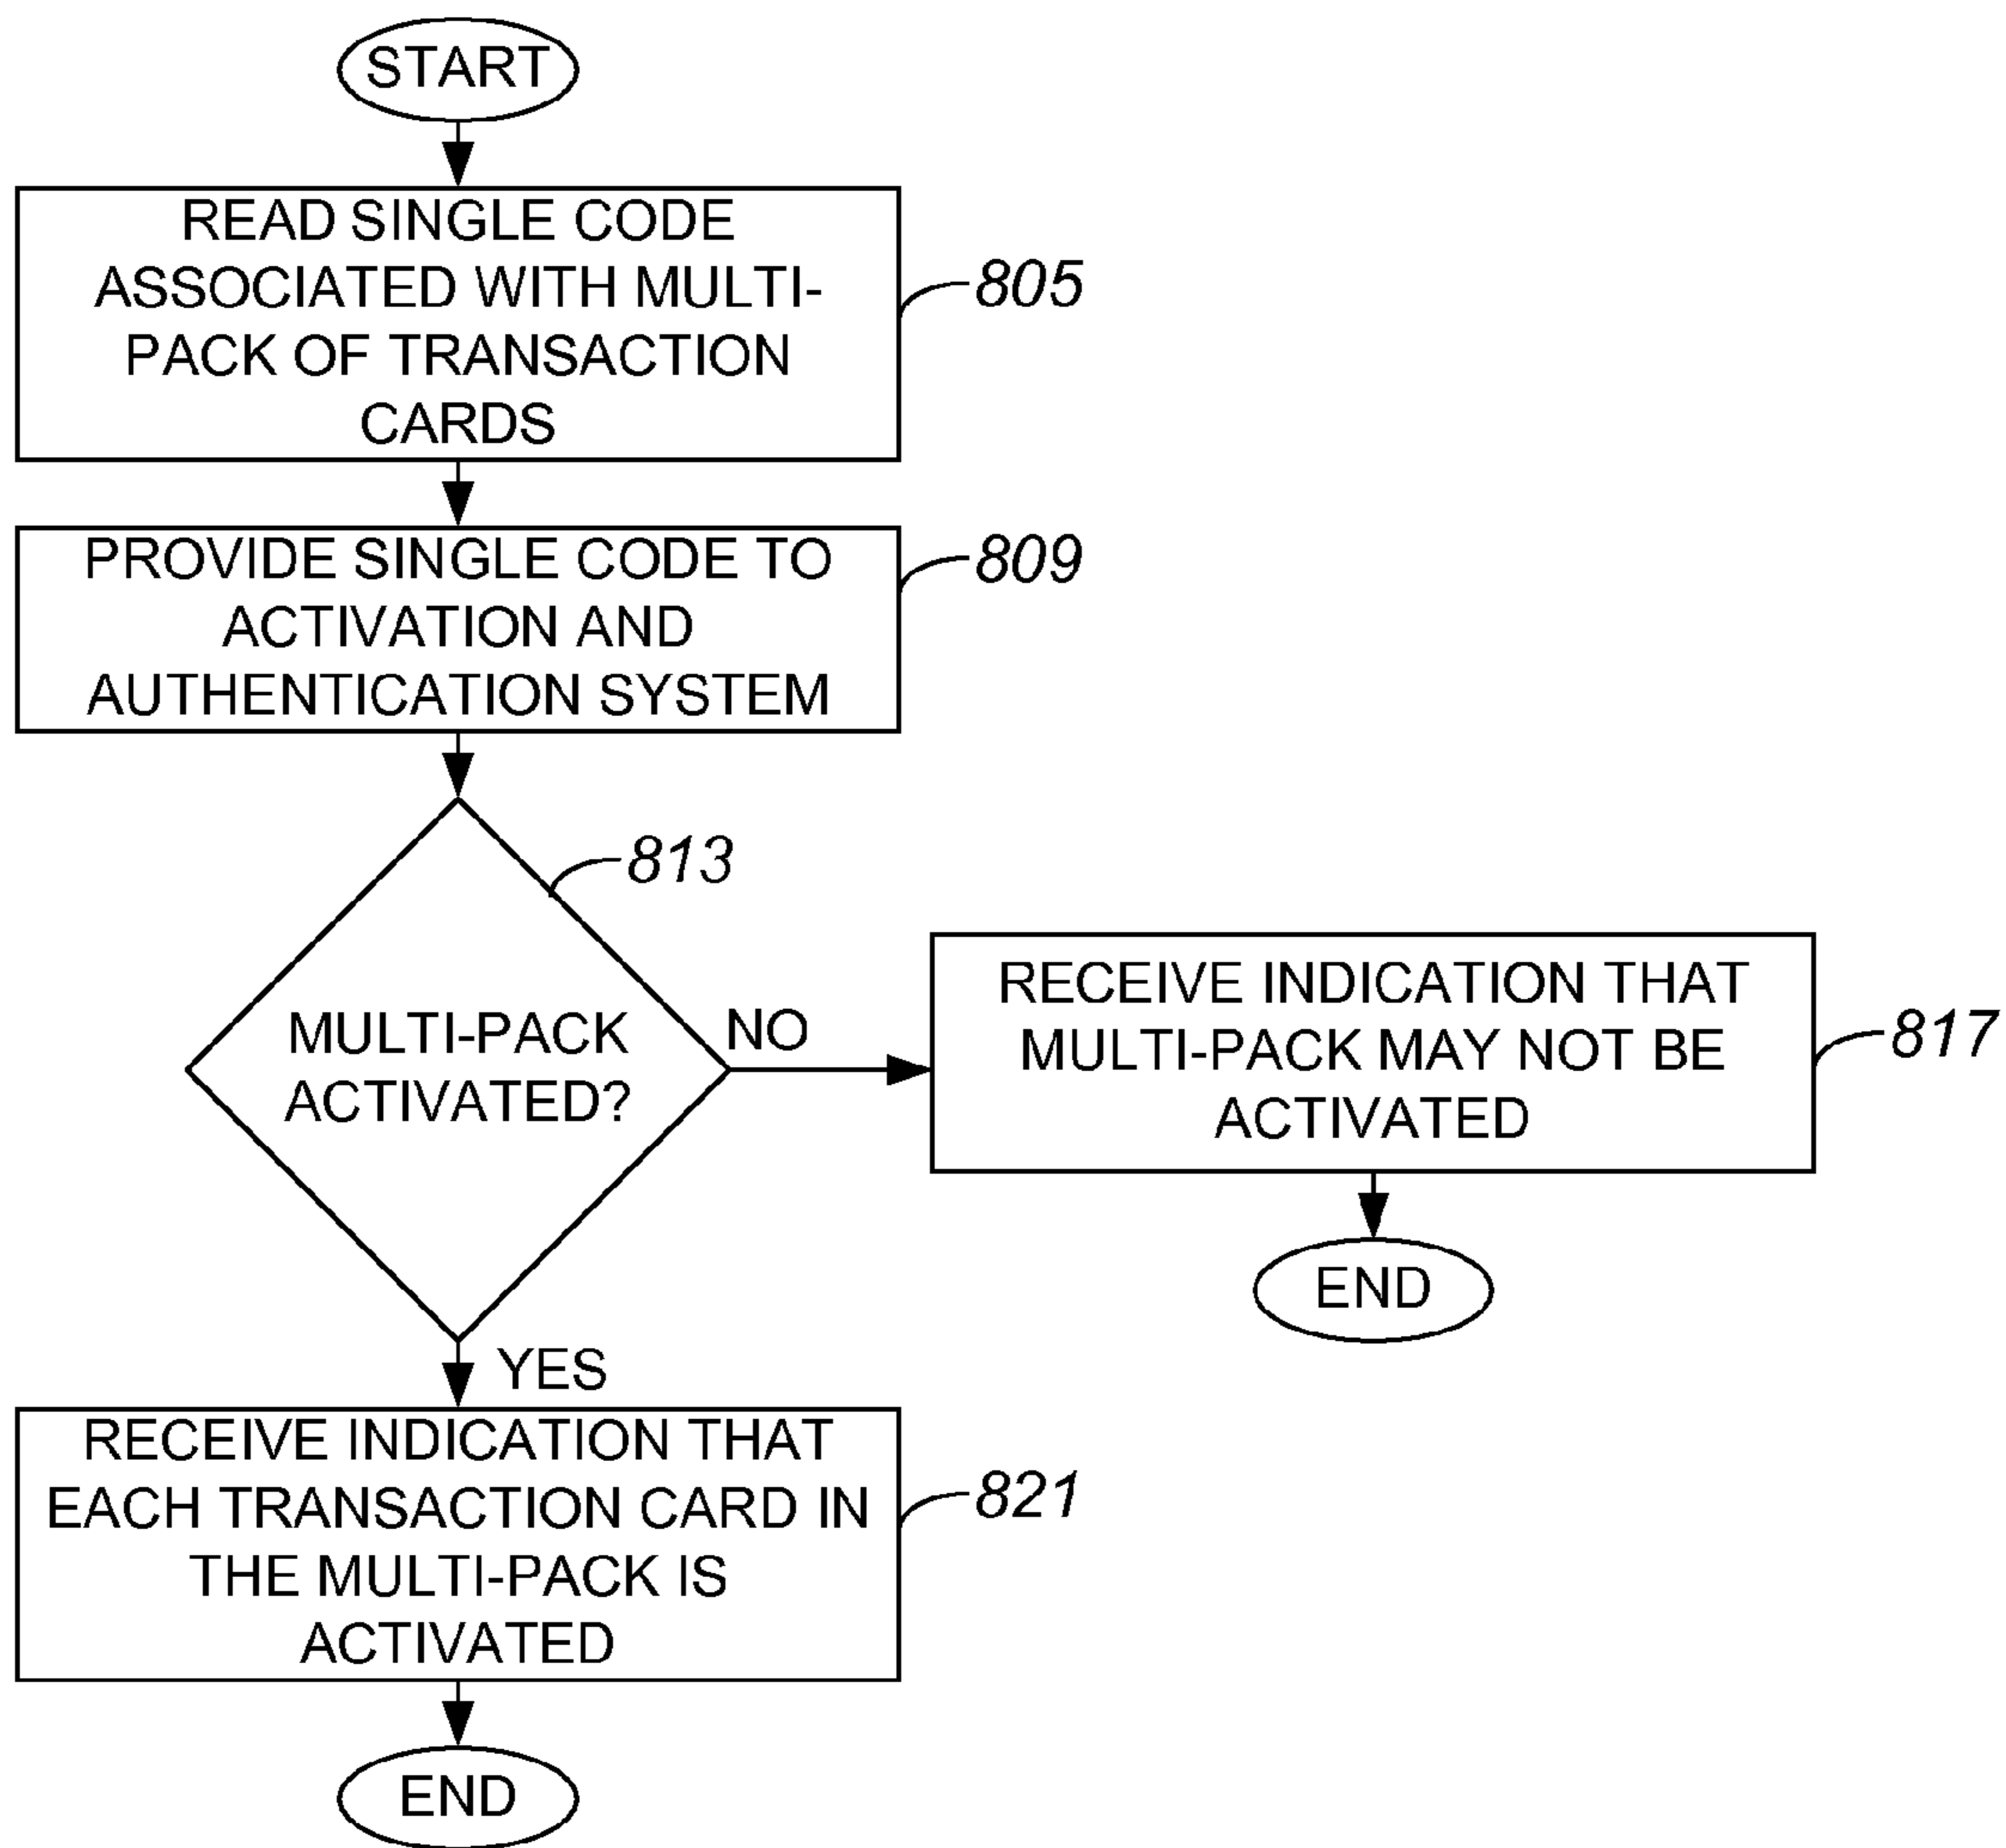 START
READ SINGLE CODE
ASSOCIATED WITH MULTI-
PACK OF TRANSACTION
CARDS
805
PROVIDE SINGLE CODE TO
ACTIVATION AND
AUTHENTICATION SYSTEM
809
813
MULTI-PACK
ACTIVATED?
NO
RECEIVE INDICATION THAT
MULTI-PACK MAY NOT BE
ACTIVATED
817
END
YES
RECEIVE INDICATION THAT
EACH TRANSACTION CARD IN
THE MULTI-PACK IS
ACTIVATED
821
END